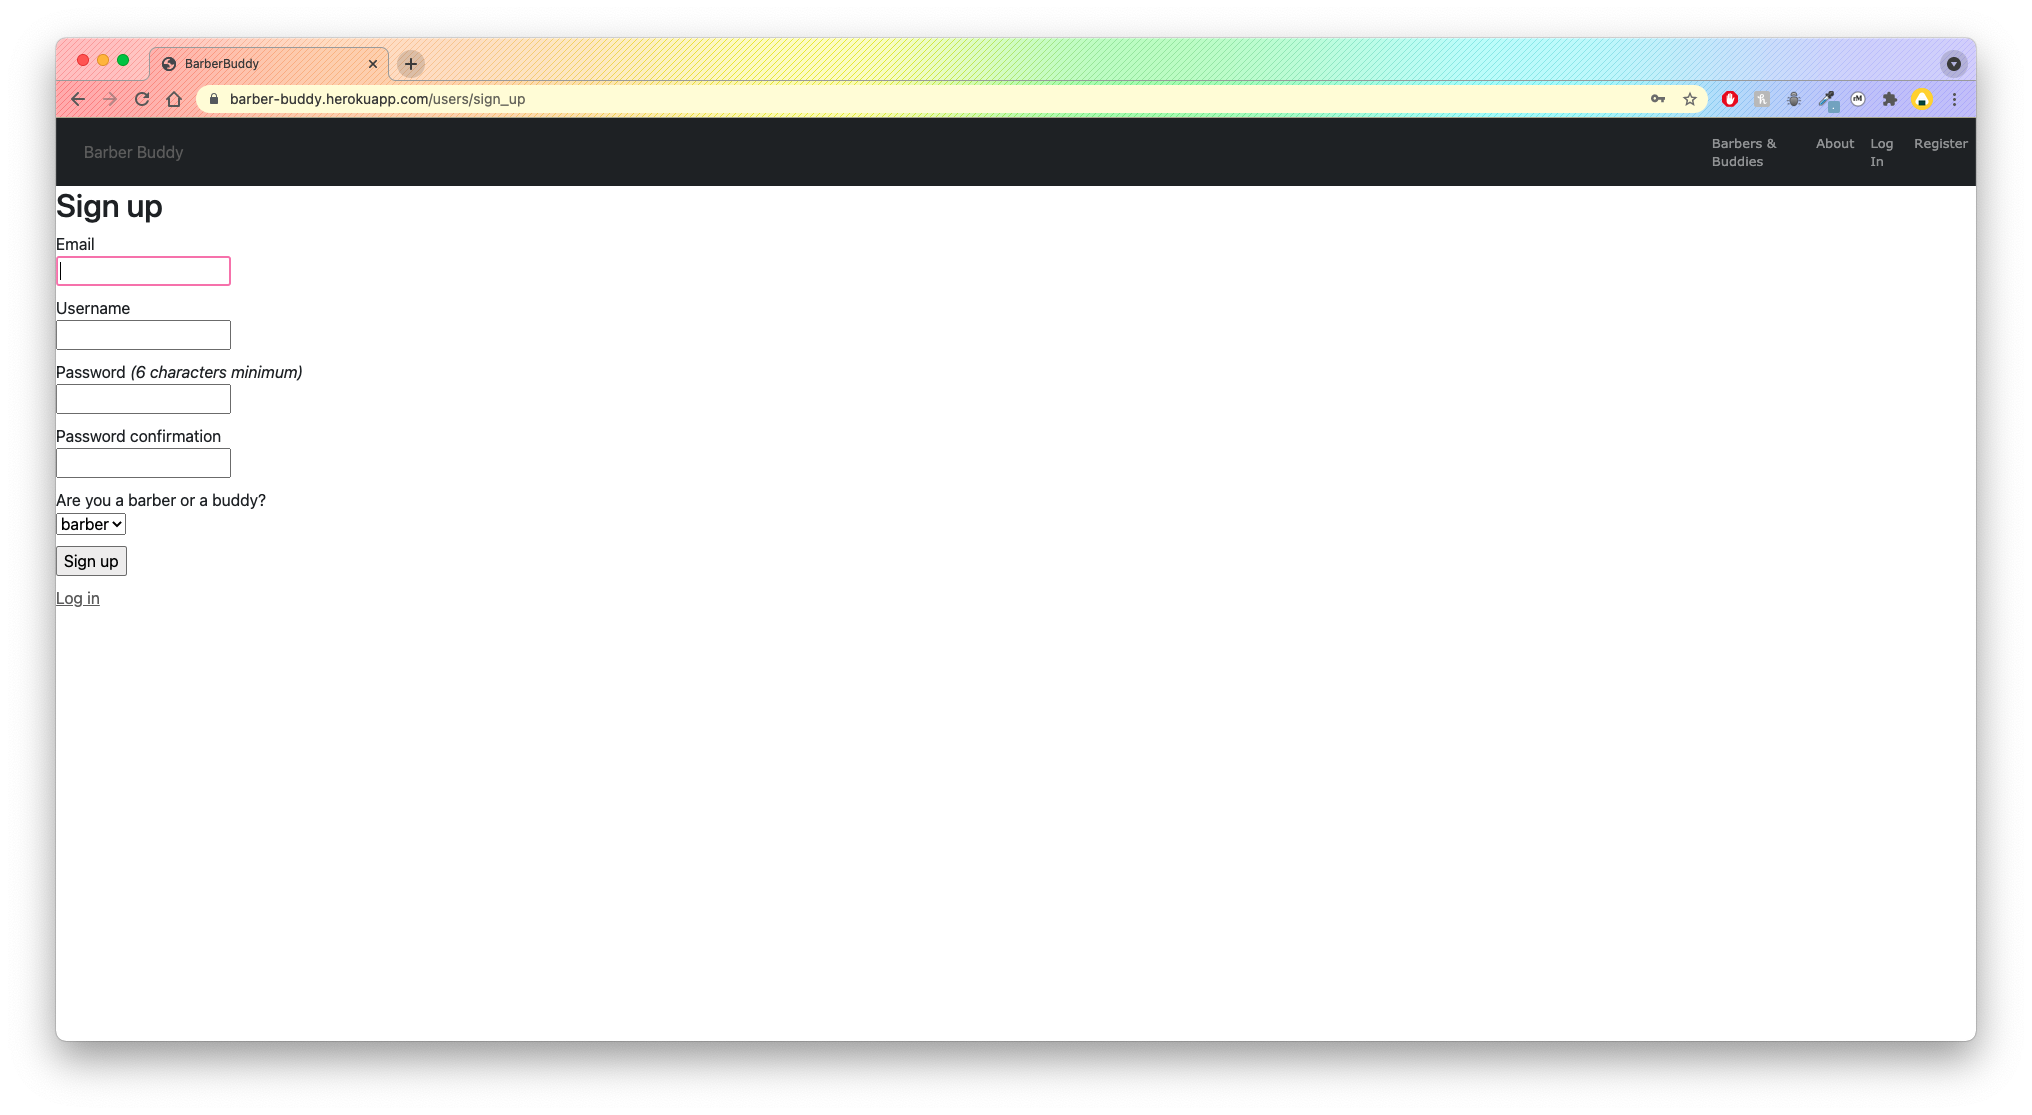 BarberBuddy
barber-buddy.herokuapp.com/users/sign_up
Barber Buddy
Barbers &
Buddies
About
Log
In
Register
Sign up
Email
Username
Password (6 characters minimum)
Password confirmation
Are you a barber or a buddy?
barber
Sign up
Log in